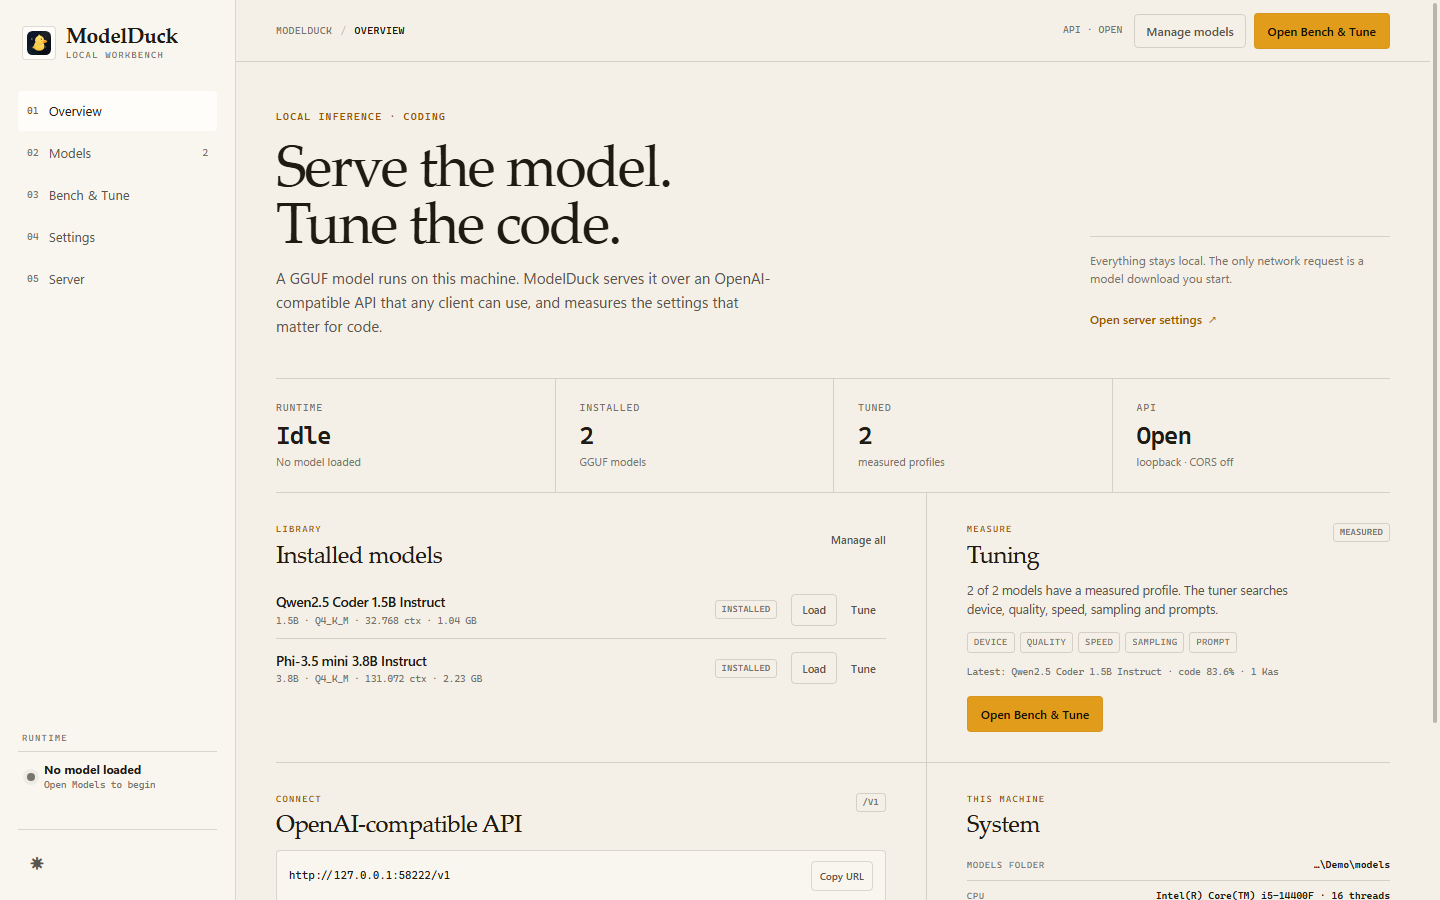 ModelDuck
LOCAL WORKBENCH
01 Overview
02 Models 2
03 Bench & Tune
04 Settings
05 Server
RUNTIME
No model loaded
Open Models to begin
MODELDUCK / OVERVIEW
API · OPEN
Manage models
Open Bench & Tune
LOCAL INFERENCE · CODING
Serve the model.
Tune the code.
A GGUF model runs on this machine. ModelDuck serves it over an OpenAI-
compatible API that any client can use, and measures the settings that
matter for code.
Everything stays local. The only network request is a
model download you start.
Open server settings ↗
RUNTIME
Idle
No model loaded
INSTALLED
2
GGUF models
TUNED
2
measured profiles
API
Open
loopback · CORS off
LIBRARY
Installed models
Manage all
Qwen2.5 Coder 1.5B Instruct
1.5B · Q4_K_M · 32.768 ctx · 1.04 GB
INSTALLED
Load
Tune
Phi-3.5 mini 3.8B Instruct
3.8B · Q4_K_M · 131.072 ctx · 2.23 GB
INSTALLED
Load
Tune
MEASURE
Tuning
MEASURED
2 of 2 models have a measured profile. The tuner searches
device, quality, speed, sampling and prompts.
DEVICE QUALITY SPEED SAMPLING PROMPT
Latest: Qwen2.5 Coder 1.5B Instruct · code 83.6% · 1 Kas
Open Bench & Tune
CONNECT
OpenAI-compatible API
/V1
http://127.0.0.1:58222/v1
Copy URL
THIS MACHINE
System
MODELS FOLDER …\Demo\models
CPU Intel(R) Core(TM) i5-14400F · 16 threads